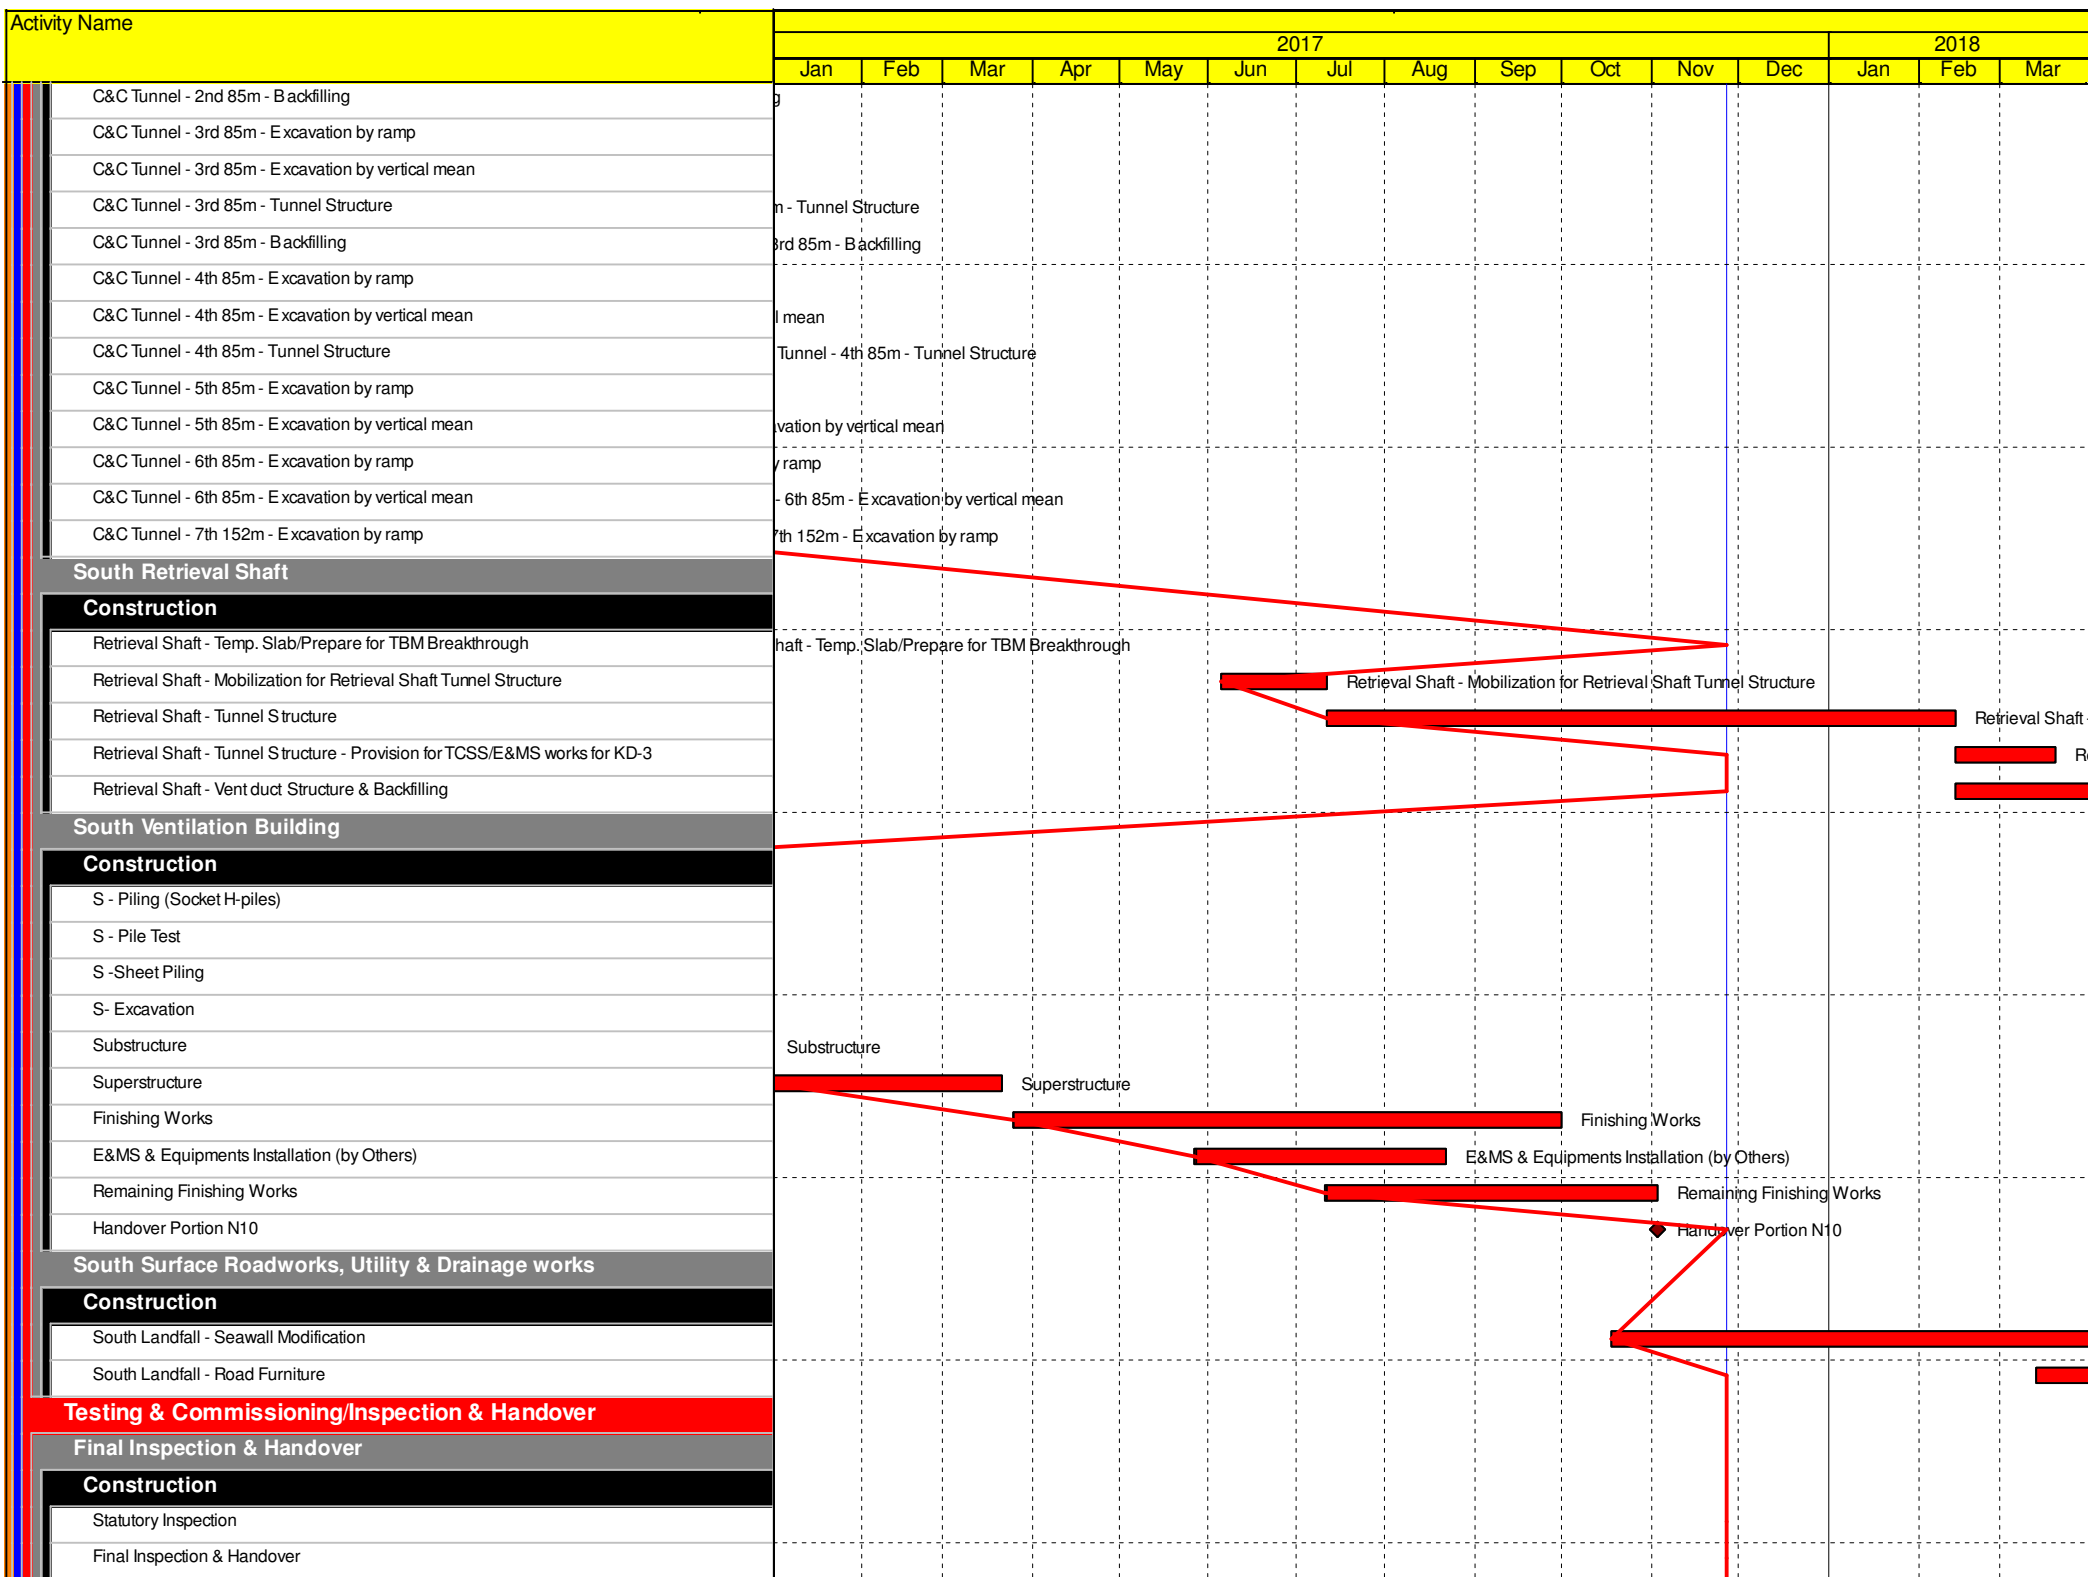 Activity Name
2017 2018
Jan Feb Mar Apr May Jun Jul Aug Sep Oct Nov Dec Jan Feb Mar
C&C Tunnel - 2nd 85m - Backfilling g
C&C Tunnel - 3rd 85m - Excavation by ramp
C&C Tunnel - 3rd 85m - Excavation by vertical mean
C&C Tunnel - 3rd 85m - Tunnel Structure m - Tunnel Structure
C&C Tunnel - 3rd 85m - Backfilling 3rd 85m - Backfilling
C&C Tunnel - 4th 85m - Excavation by ramp
C&C Tunnel - 4th 85m - Excavation by vertical mean l mean
C&C Tunnel - 4th 85m - Tunnel Structure Tunnel - 4th 85m - Tunnel Structure
C&C Tunnel - 5th 85m - Excavation by ramp
C&C Tunnel - 5th 85m - Excavation by vertical mean avation by vertical mean
C&C Tunnel - 6th 85m - Excavation by ramp y ramp
C&C Tunnel - 6th 85m - Excavation by vertical mean - 6th 85m - Excavation by vertical mean
C&C Tunnel - 7th 152m - Excavation by ramp 7th 152m - Excavation by ramp
South Retrieval Shaft
Construction
Retrieval Shaft - Temp. Slab/Prepare for TBM Breakthrough haft - Temp. Slab/Prepare for TBM Breakthrough
Retrieval Shaft - Mobilization for Retrieval Shaft Tunnel Structure Retrieval Shaft - Mobilization for Retrieval Shaft Tunnel Structure
Retrieval Shaft - Tunnel Structure Retrieval Shaft -
Retrieval Shaft - Tunnel Structure - Provision for TCSS/E&MS works for KD-3 Re
Retrieval Shaft - Vent duct Structure & Backfilling
South Ventilation Building
Construction
S - Piling (Socket H-piles)
S - Pile Test
S -Sheet Piling
S- Excavation
Substructure Substructure
Superstructure Superstructure
Finishing Works Finishing Works
E&MS & Equipments Installation (by Others) E&MS & Equipments Installation (by Others)
Remaining Finishing Works Remaining Finishing Works
Handover Portion N10 Handover Portion N10
South Surface Roadworks, Utility & Drainage works
Construction
South Landfall - Seawall Modification
South Landfall - Road Furniture
Testing & Commissioning/Inspection & Handover
Final Inspection & Handover
Construction
Statutory Inspection
Final Inspection & Handover